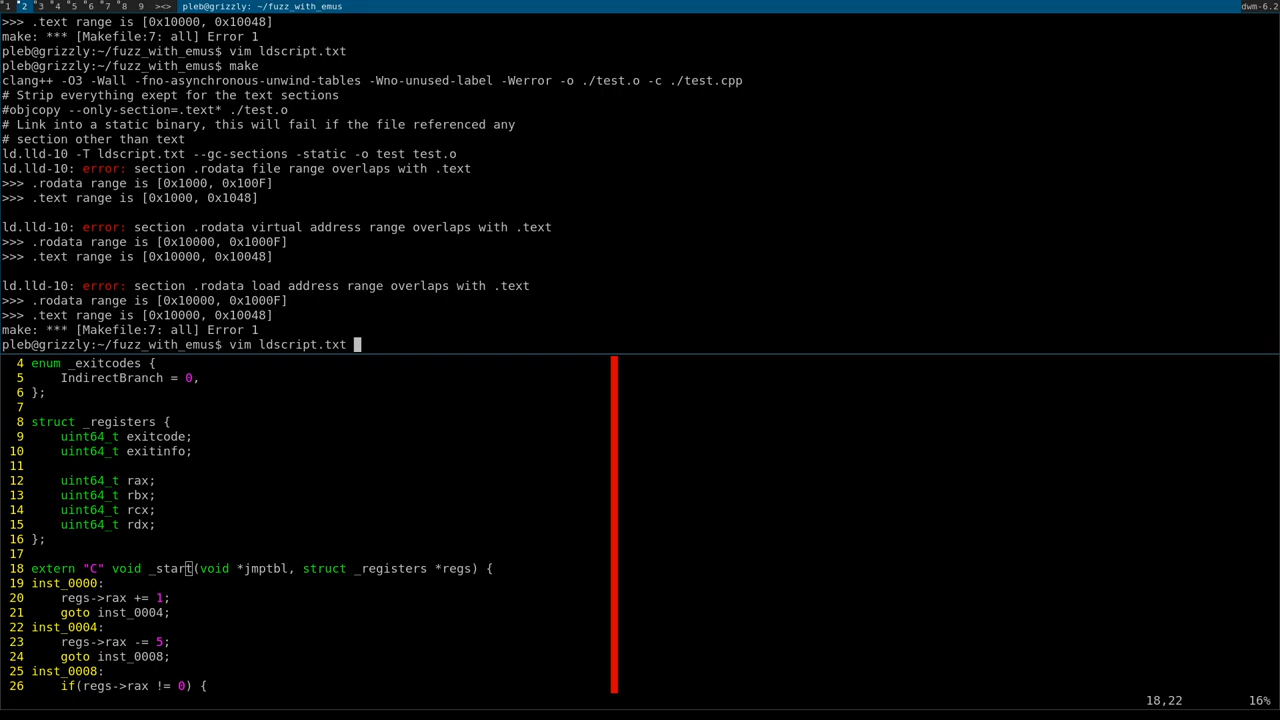 1 2 3 4 5 6 7 8 9 ><> pleb@grizzly: ~/fuzz_with_emus dwm-6.2
>>> .text range is [0x10000, 0x10048]
make: *** [Makefile:7: all] Error 1
pleb@grizzly:~/fuzz_with_emus$ vim ldscript.txt
pleb@grizzly:~/fuzz_with_emus$ make
clang++ -O3 -Wall -fno-asynchronous-unwind-tables -Wno-unused-label -Werror -o ./test.o -c ./test.cpp
# Strip everything exept for the text sections
#objcopy --only-section=.text* ./test.o
# Link into a static binary, this will fail if the file referenced any
# section other than text
ld.lld-10 -T ldscript.txt --gc-sections -static -o test test.o
ld.lld-10: error: section .rodata file range overlaps with .text
>>> .rodata range is [0x1000, 0x100F]
>>> .text range is [0x1000, 0x1048]
ld.lld-10: error: section .rodata virtual address range overlaps with .text
>>> .rodata range is [0x10000, 0x1000F]
>>> .text range is [0x10000, 0x10048]
ld.lld-10: error: section .rodata load address range overlaps with .text
>>> .rodata range is [0x10000, 0x1000F]
>>> .text range is [0x10000, 0x10048]
make: *** [Makefile:7: all] Error 1
pleb@grizzly:~/fuzz_with_emus$ vim ldscript.txt
4 enum _exitcodes {
5     IndirectBranch = 0,
6 };
7
8 struct _registers {
9     uint64_t exitcode;
10     uint64_t exitinfo;
11
12     uint64_t rax;
13     uint64_t rbx;
14     uint64_t rcx;
15     uint64_t rdx;
16 };
17
18 extern "C" void _start(void *jmptbl, struct _registers *regs) {
19 inst_0000:
20     regs->rax += 1;
21     goto inst_0004;
22 inst_0004:
23     regs->rax -= 5;
24     goto inst_0008;
25 inst_0008:
26     if(regs->rax != 0) {
18,22 16%